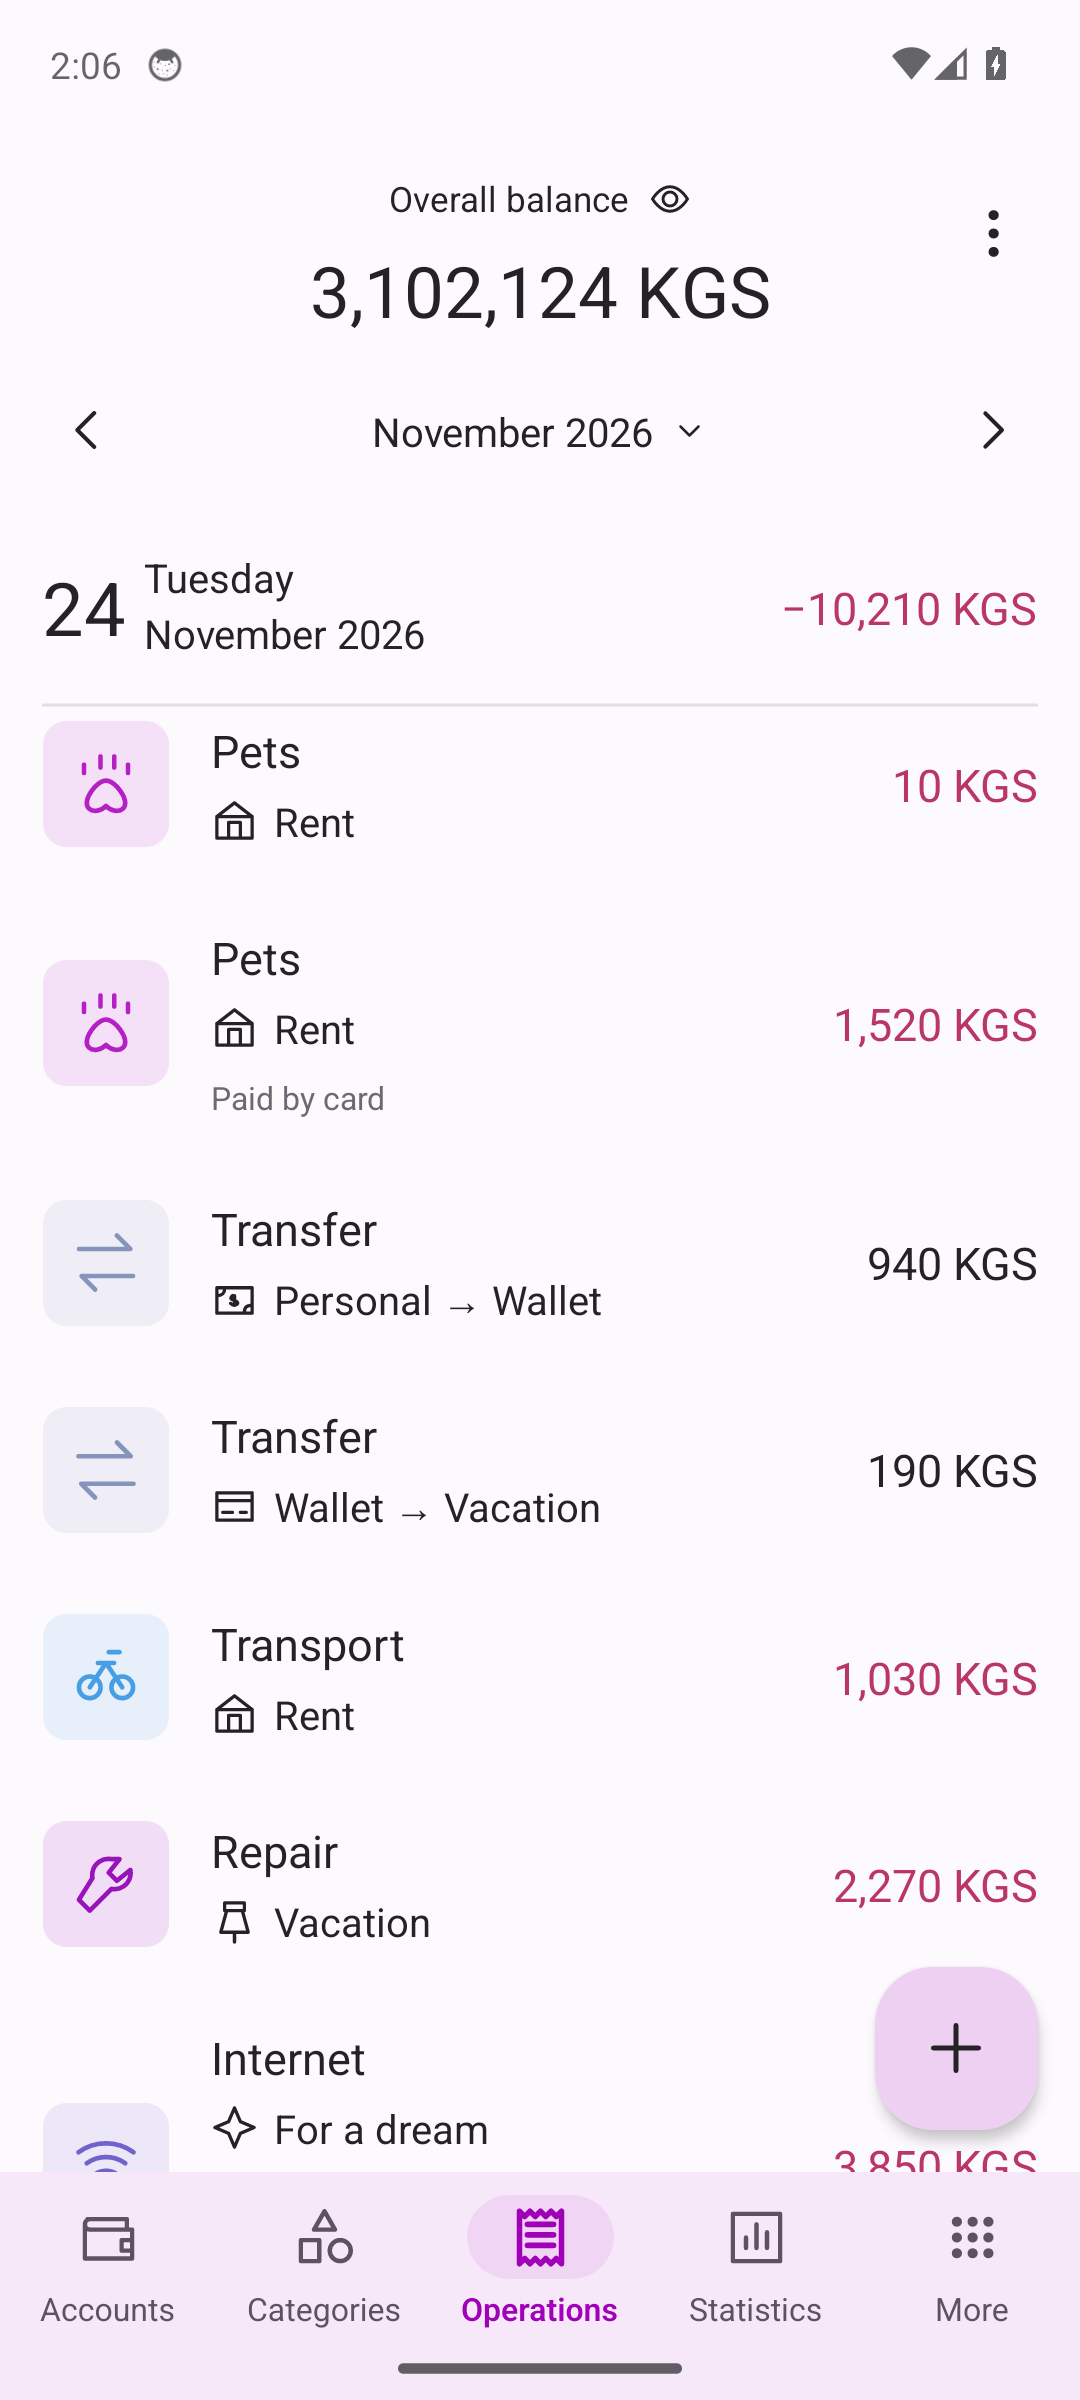 2:06
Overall balance
3,102,124 KGS
November 2026
24
Tuesday
November 2026
−10,210 KGS
Pets
Rent
10 KGS
Pets
Rent
Paid by card
1,520 KGS
Transfer
Personal → Wallet
940 KGS
Transfer
Wallet → Vacation
190 KGS
Transport
Rent
1,030 KGS
Repair
Vacation
2,270 KGS
Internet
For a dream
3,850 KGS
Accounts
Categories
Operations
Statistics
More